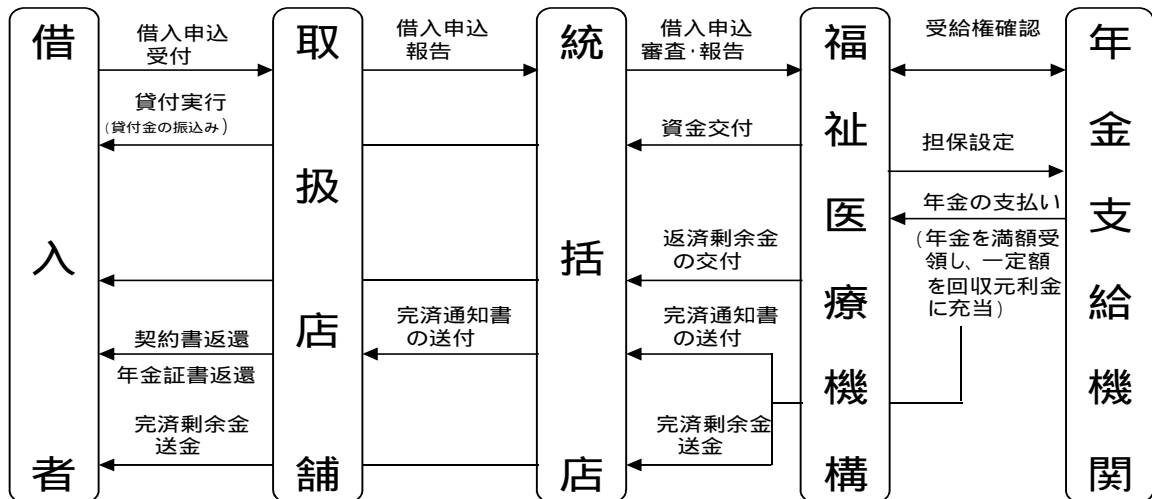 借入者
借入申込
受付
貸付実行
(貸付金の振込み)
契約書返還
年金証書返還
完済剰余金
送金
取扱店舗
借入申込
報告
完済通知書
の送付
統括店
借入申込
審査・報告
資金交付
返済剰余金
の交付
完済通知書
の送付
完済剰余金
送金
福祉医療機構
受給権確認
担保設定
年金の支払い
(年金を満額受
領し、一定額
を回収元利金
に充当)
年金支給機関